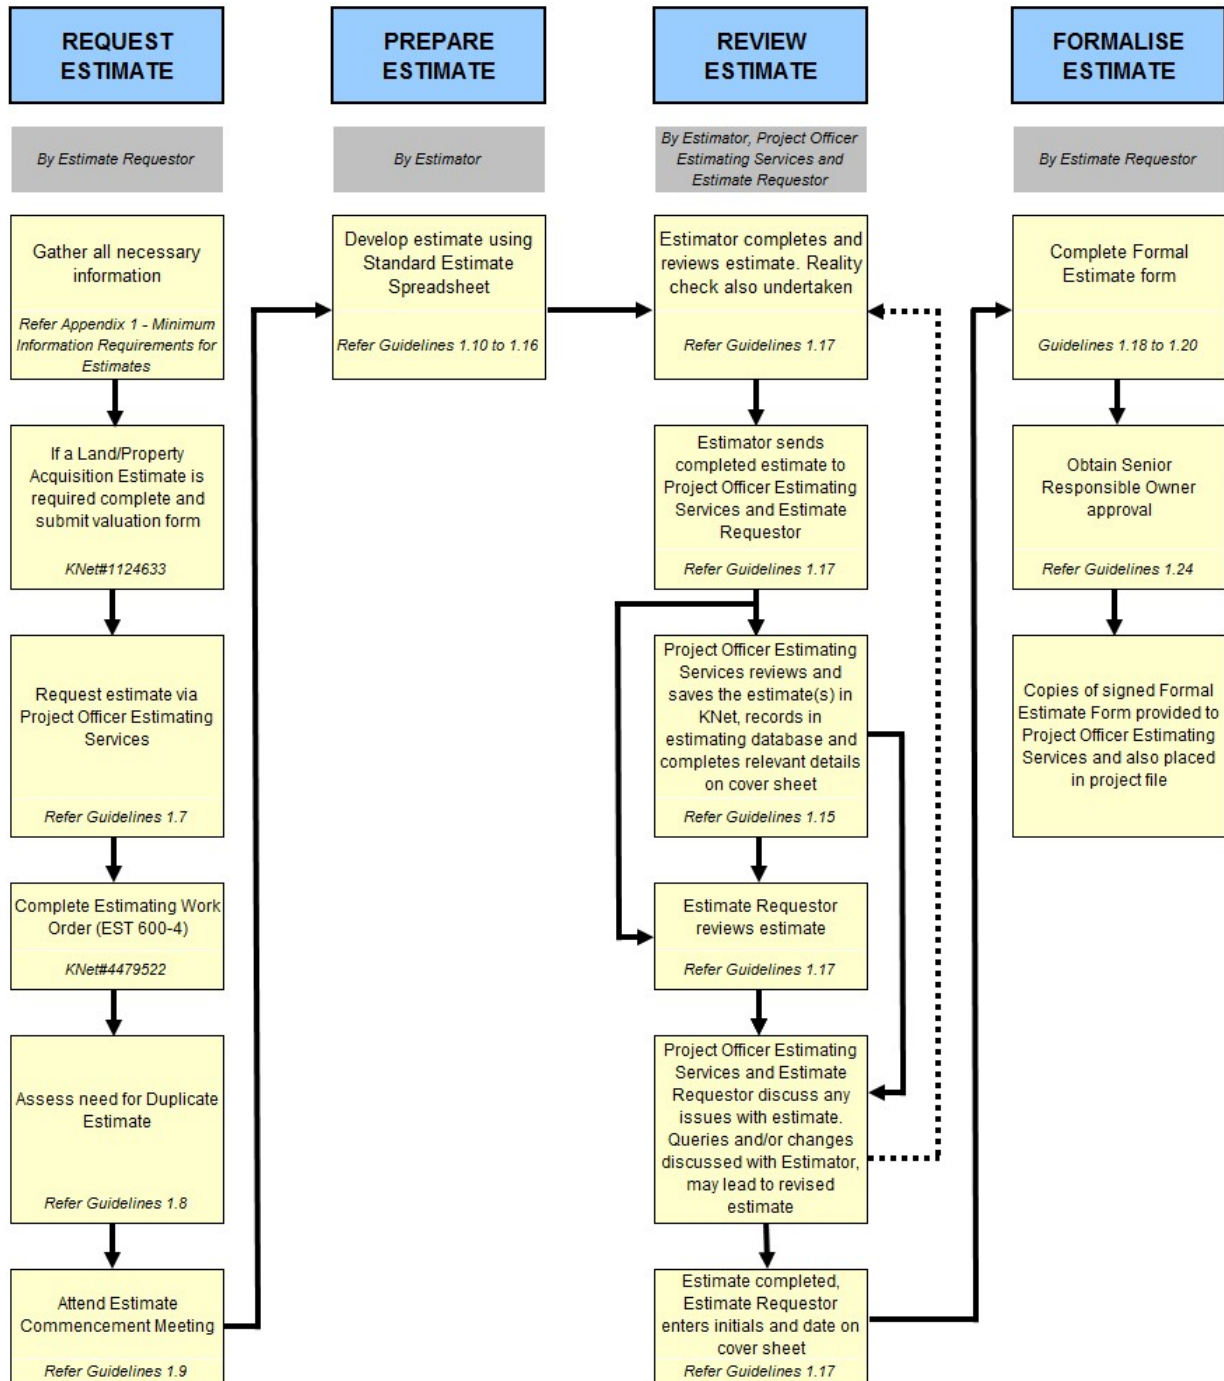 REQUEST
ESTIMATE
By Estimate Requestor
Gather all necessary
information
Refer Appendix 1 - Minimum
Information Requirements for
Estimates
If a Land/Property
Acquisition Estimate is
required complete and
submit valuation form
KNet#1124633
Request estimate via
Project Officer Estimating
Services
Refer Guidelines 1.7
Complete Estimating Work
Order (EST 600-4)
KNet#4479522
Assess need for Duplicate
Estimate
Refer Guidelines 1.8
Attend Estimate
Commencement Meeting
Refer Guidelines 1.9
PREPARE
ESTIMATE
By Estimator
Develop estimate using
Standard Estimate
Spreadsheet
Refer Guidelines 1.10 to 1.16
REVIEW
ESTIMATE
By Estimator, Project Officer
Estimating Services and
Estimate Requestor
Estimator completes and
reviews estimate. Reality
check also undertaken
Refer Guidelines 1.17
Estimator sends
completed estimate to
Project Officer Estimating
Services and Estimate
Requestor
Refer Guidelines 1.17
Project Officer Estimating
Services reviews and
saves the estimate(s) in
KNet, records in
estimating database and
completes relevant details
on cover sheet
Refer Guidelines 1.15
Estimate Requestor
reviews estimate
Refer Guidelines 1.17
Project Officer Estimating
Services and Estimate
Requestor discuss any
issues with estimate.
Queries and/or changes
discussed with Estimator,
may lead to revised
estimate
Estimate completed,
Estimate Requestor
enters initials and date on
cover sheet
Refer Guidelines 1.17
FORMALISE
ESTIMATE
By Estimate Requestor
Complete Formal
Estimate form
Guidelines 1.18 to 1.20
Obtain Senior
Responsible Owner
approval
Refer Guidelines 1.24
Copies of signed Formal
Estimate Form provided to
Project Officer Estimating
Services and also placed
in project file